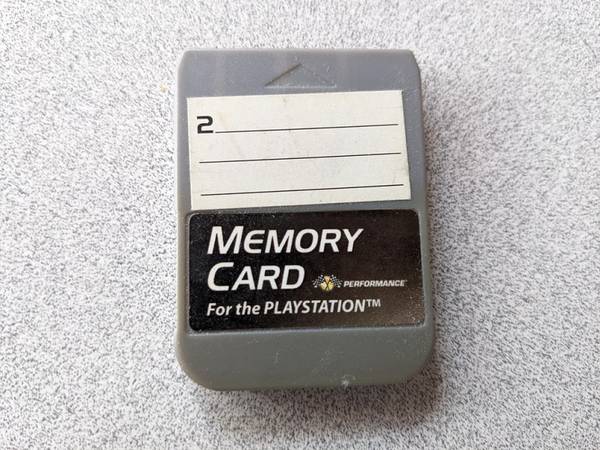 2
MEMORY
CARD PERFORMANCE
For the PLAYSTATION™